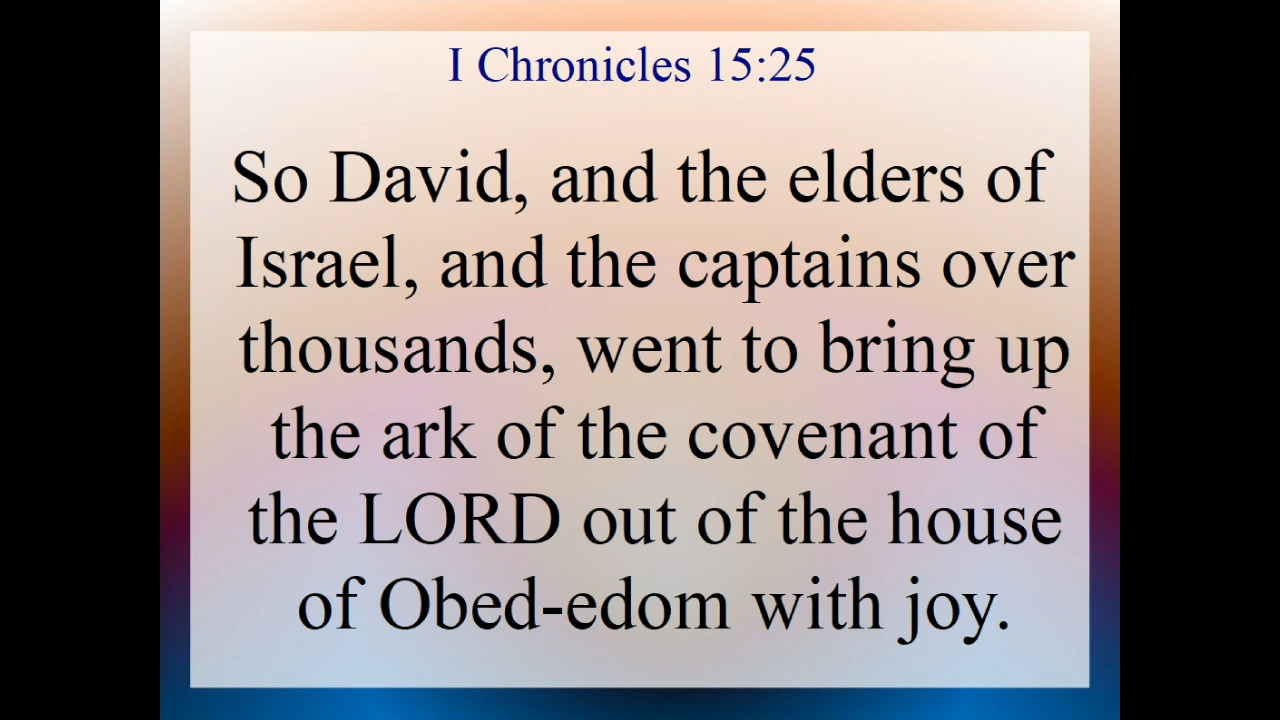 I Chronicles 15:25
So David, and the elders of
Israel, and the captains over
thousands, went to bring up
the ark of the covenant of
the LORD out of the house
of Obed-edom with joy.